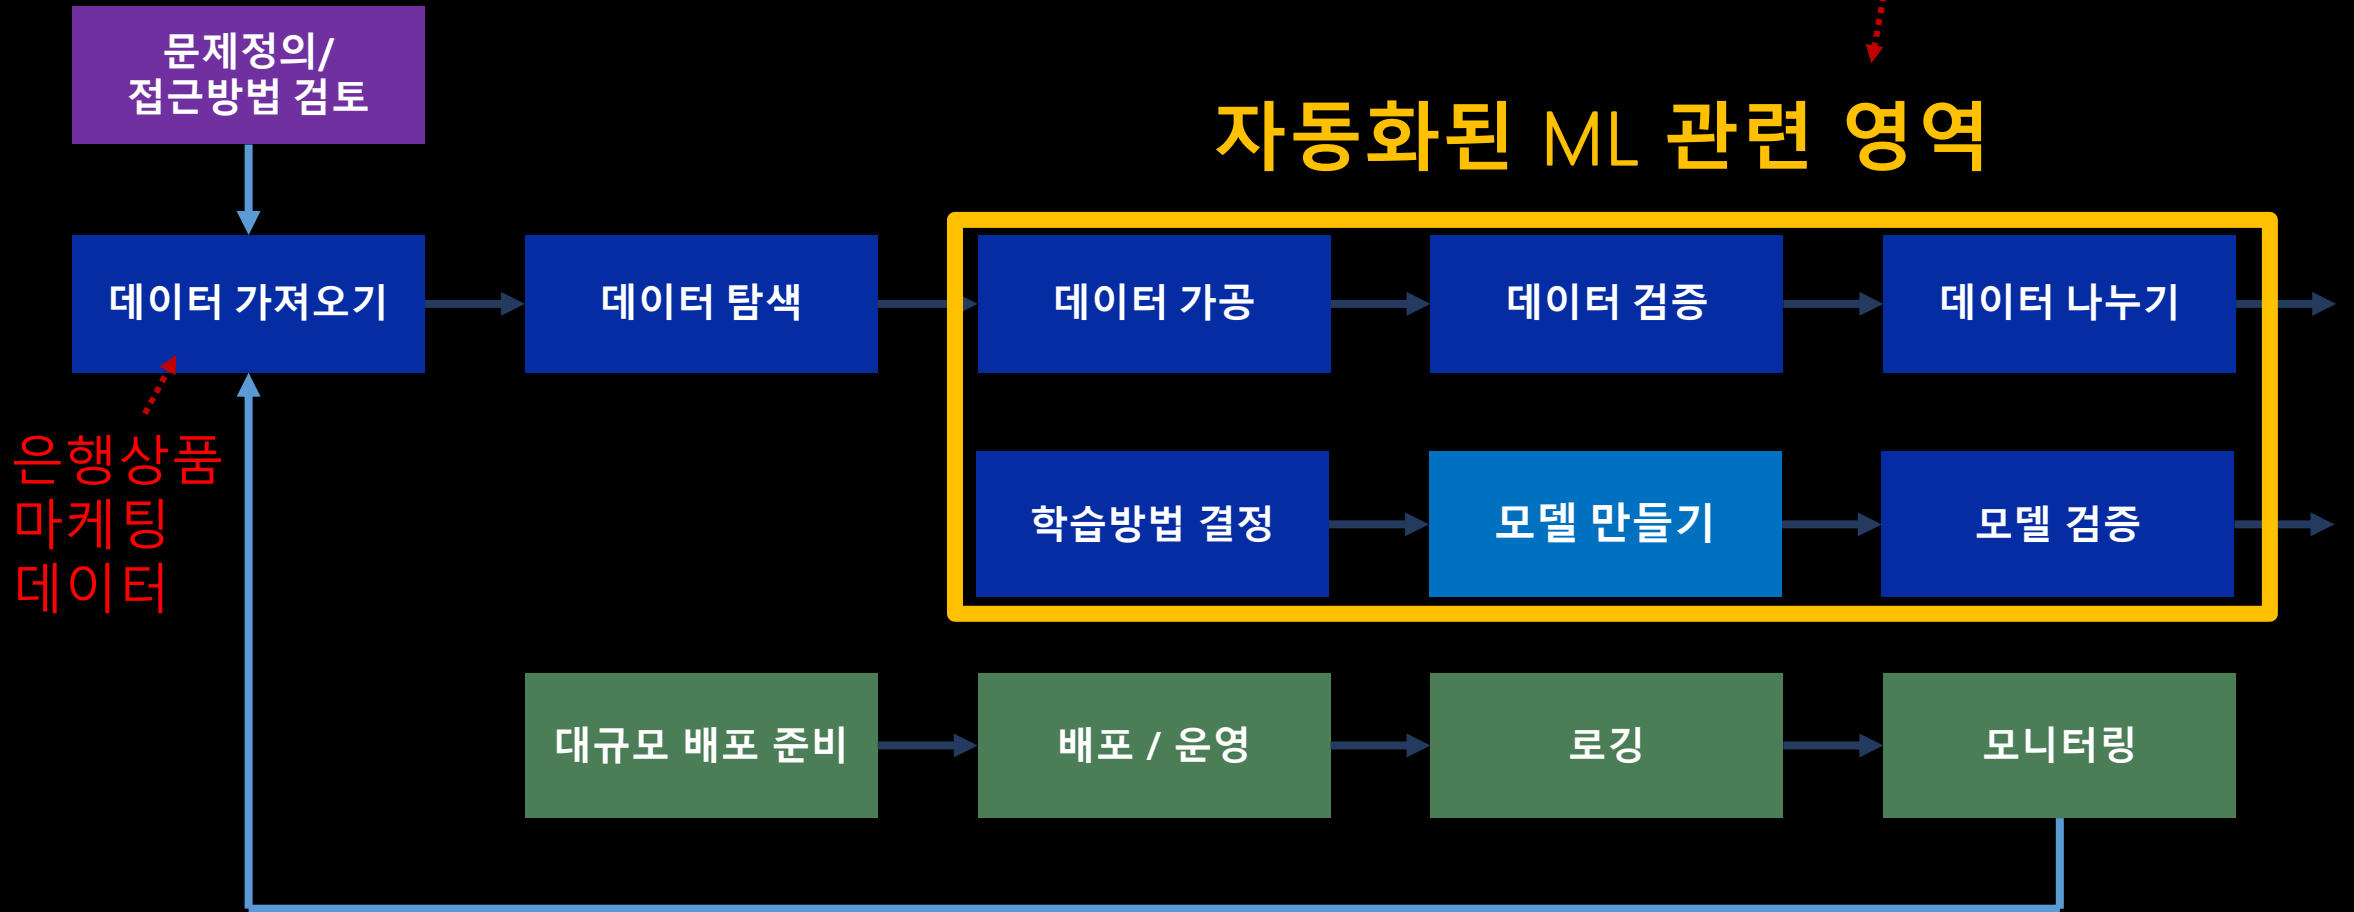 문제정의/
접근방법 검토
자동화된 ML 관련 영역
데이터 가져오기
데이터 탐색
데이터 가공
데이터 검증
데이터 나누기
은행상품
마케팅
데이터
학습방법 결정
모델 만들기
모델 검증
대규모 배포 준비
배포 / 운영
로깅
모니터링